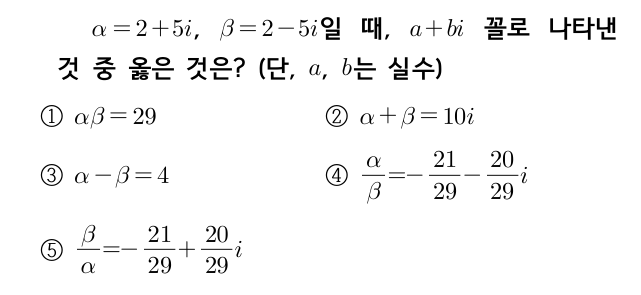 α=2+5i, β=2-5i일 때, a+bi 꼴로 나타낸
것 중 옳은 것은? (단, a, b는 실수)
① αβ=29 ② α+β=10i
③ α-β=4 ④ α/β=-21/29-20/29i
⑤ β/α=-21/29+20/29i